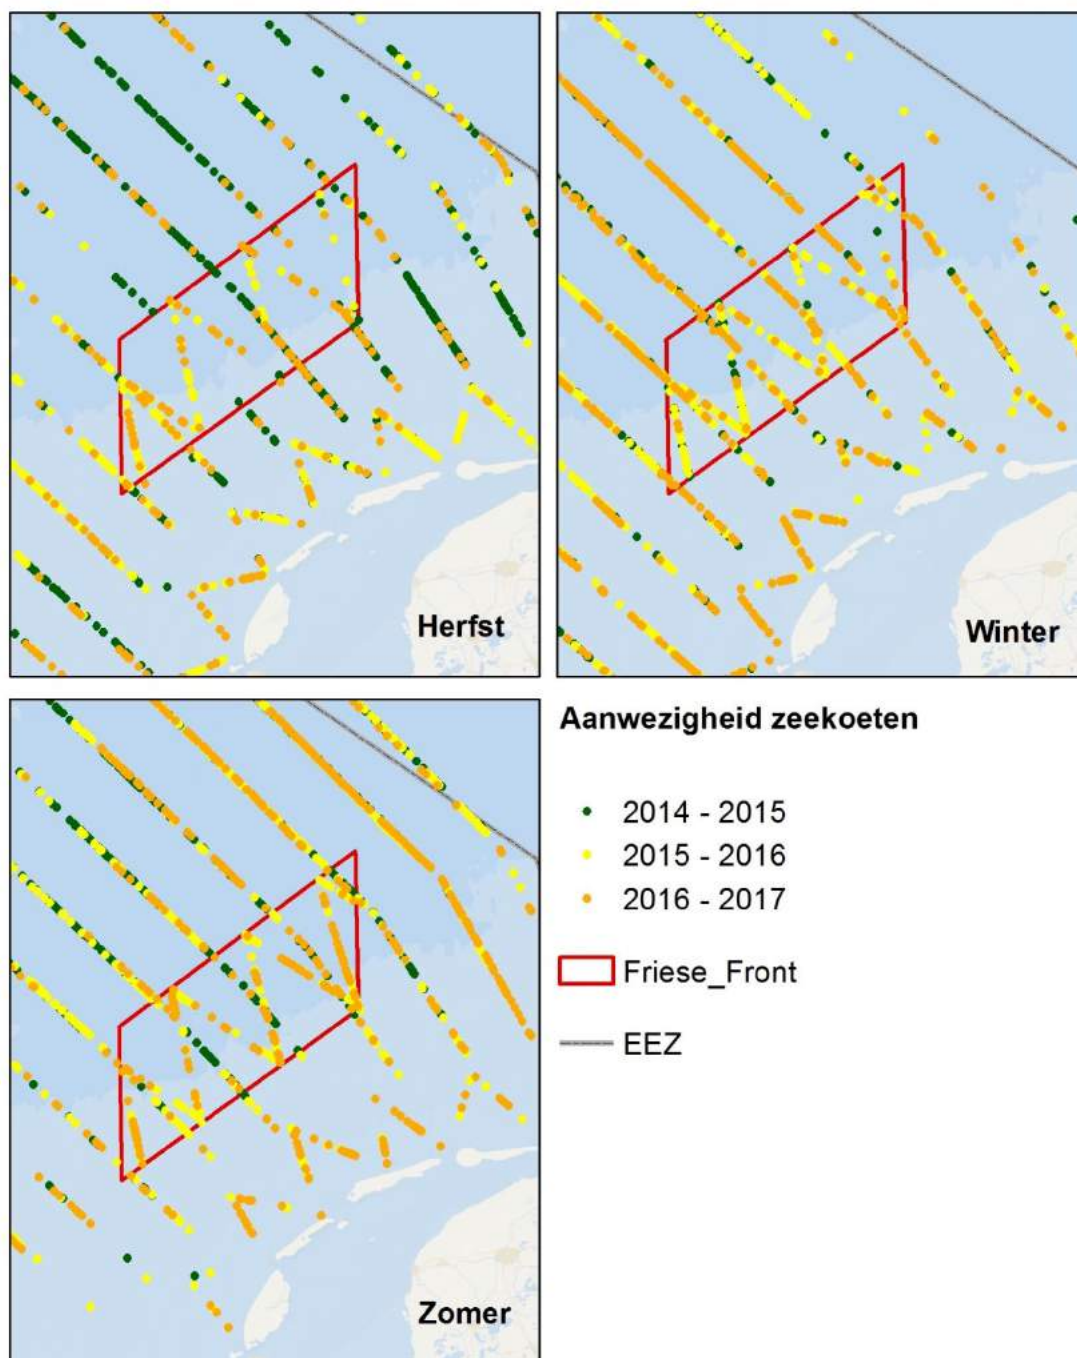 Herfst
Winter
Zomer
Aanwezigheid zeekoeten
2014 - 2015
2015 - 2016
2016 - 2017
Friese_Front
EEZ